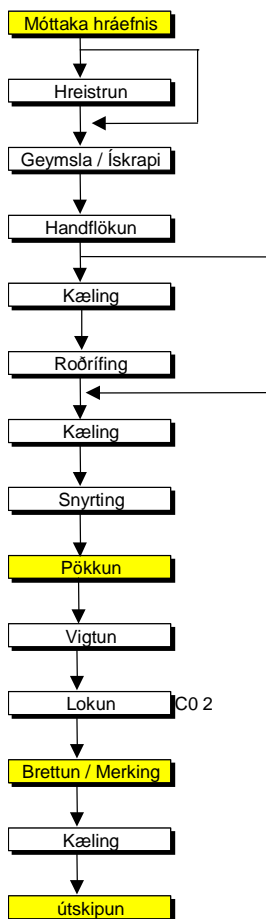 Móttaka hráefnis
Hreistrun
Geymsla / Ískrapi
Handflökun
Kæling
Roðrífing
Kæling
Snyrting
Pökkun
Vigtun
Lokun C0 2
Brettun / Merking
Kæling
útskipun